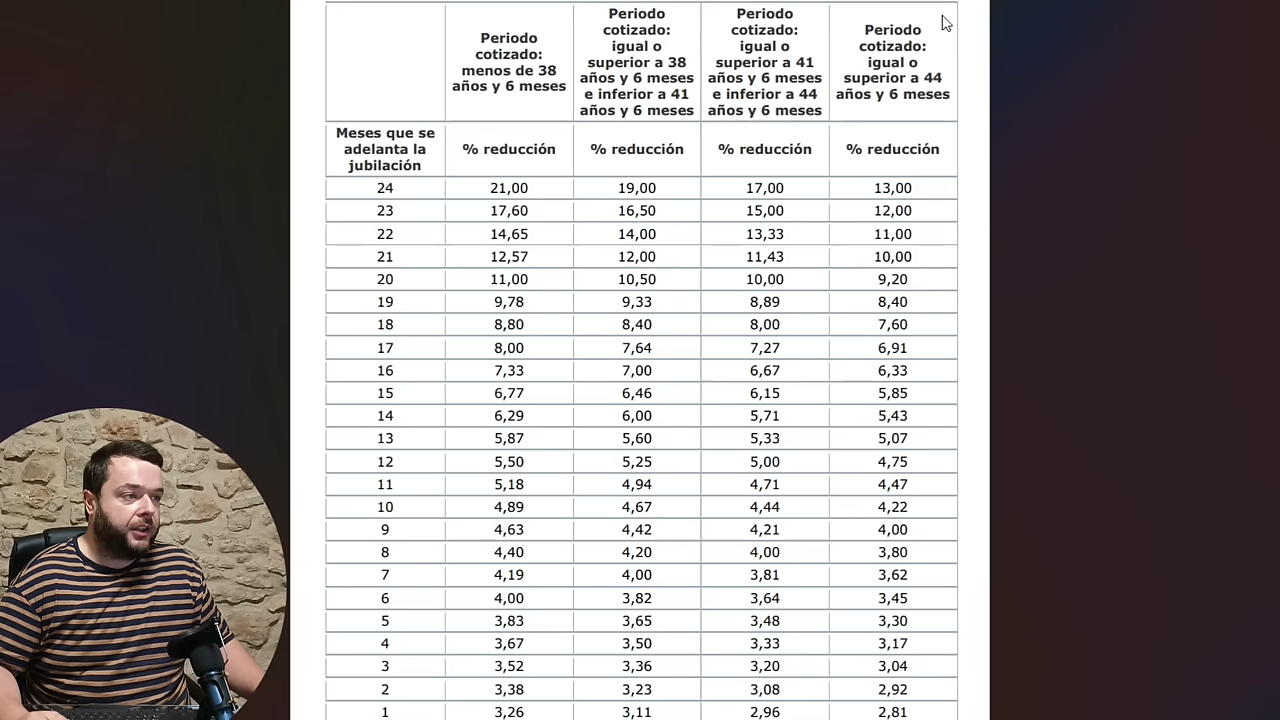 Periodo cotizado: menos de 38 años y 6 meses
Periodo cotizado: igual o superior a 38 años y 6 meses e inferior a 41 años y 6 meses
Periodo cotizado: igual o superior a 41 años y 6 meses e inferior a 44 años y 6 meses
Periodo cotizado: igual o superior a 44 años y 6 meses
Meses que se adelanta la jubilación % reducción % reducción % reducción % reducción
24 21,00 19,00 17,00 13,00
23 17,60 16,50 15,00 12,00
22 14,65 14,00 13,33 11,00
21 12,57 12,00 11,43 10,00
20 11,00 10,50 10,00 9,20
19 9,78 9,33 8,89 8,40
18 8,80 8,40 8,00 7,60
17 8,00 7,64 7,27 6,91
16 7,33 7,00 6,67 6,33
15 6,77 6,46 6,15 5,85
14 6,29 6,00 5,71 5,43
13 5,87 5,60 5,33 5,07
12 5,50 5,25 5,00 4,75
11 5,18 4,94 4,71 4,47
10 4,89 4,67 4,44 4,22
9 4,63 4,42 4,21 4,00
8 4,40 4,20 4,00 3,80
7 4,19 4,00 3,81 3,62
6 4,00 3,82 3,64 3,45
5 3,83 3,65 3,48 3,30
4 3,67 3,50 3,33 3,17
3 3,52 3,36 3,20 3,04
2 3,38 3,23 3,08 2,92
1 3,26 3,11 2,96 2,81